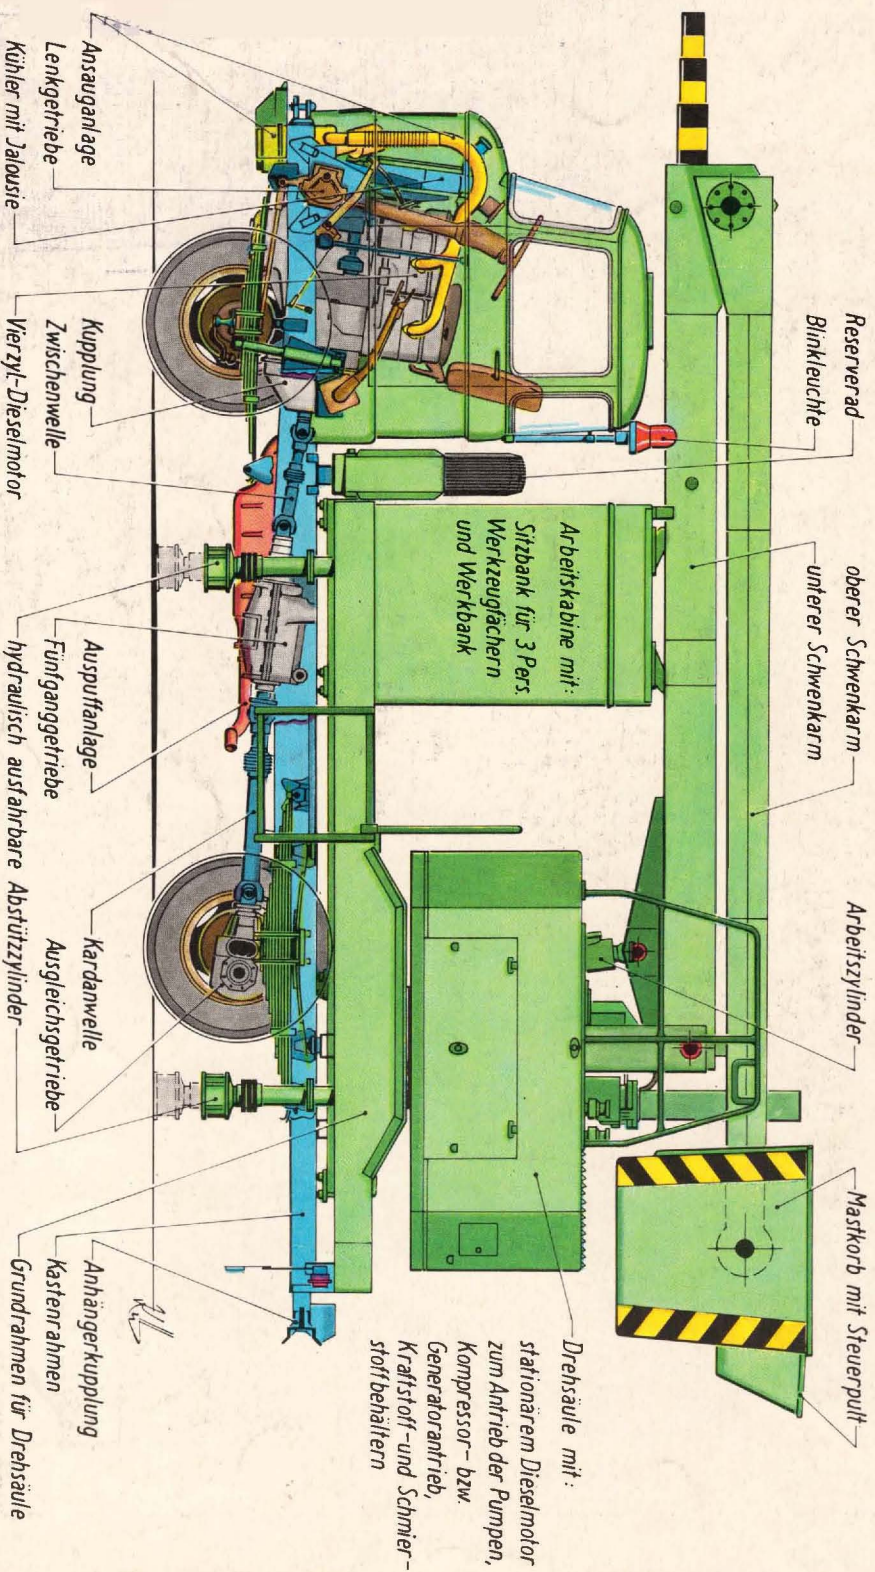 Reserverad
Blinkleuchte
oberer Schwenkarm
unterer Schwenkarm
Arbeitszylinder
Mastkorb mit Steuerpult
Arbeitskabine mit:
Sitzbank für 3 Pers.
Werkzeugfächern
und Werkbank
Drehsäule mit:
stationärem Dieselmotor
zum Antrieb der Pumpen,
Kompressor- bzw.
Generatorantrieb,
Kraftstoff- und Schmier-
stoffbehältern
Ansauganlage
Lenkgetriebe
Kühler mit Jalousie
Kupplung
Zwischenwelle
Vierzyl.-Dieselmotor
Auspuffanlage
Fünfganggetriebe
hydraulisch ausfahrbare Abstützzylinder
Kardanwelle
Ausgleichsgetriebe
Anhängerkupplung
Kastenrahmen
Grundrahmen für Drehsäule